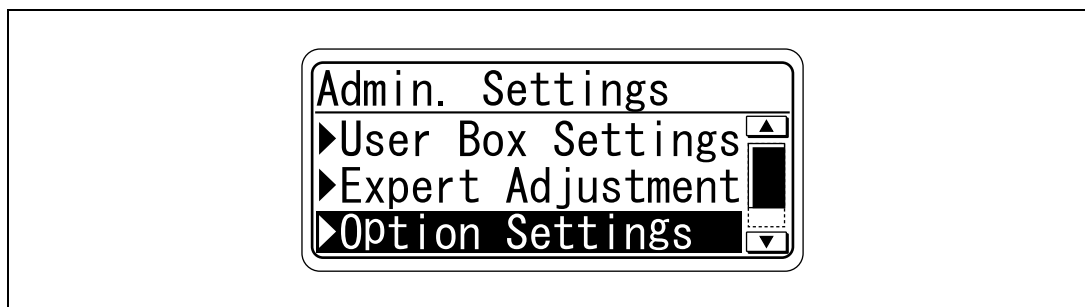 Admin. Settings
▶User Box Settings
▶Expert Adjustment
▶Option Settings